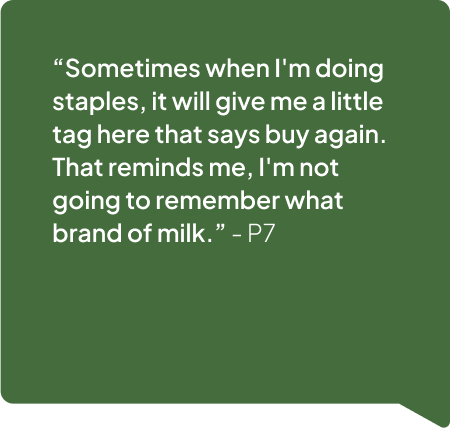 “Sometimes when I'm doing
staples, it will give me a little
tag here that says buy again.
That reminds me, I'm not
going to remember what
brand of milk.” - P7